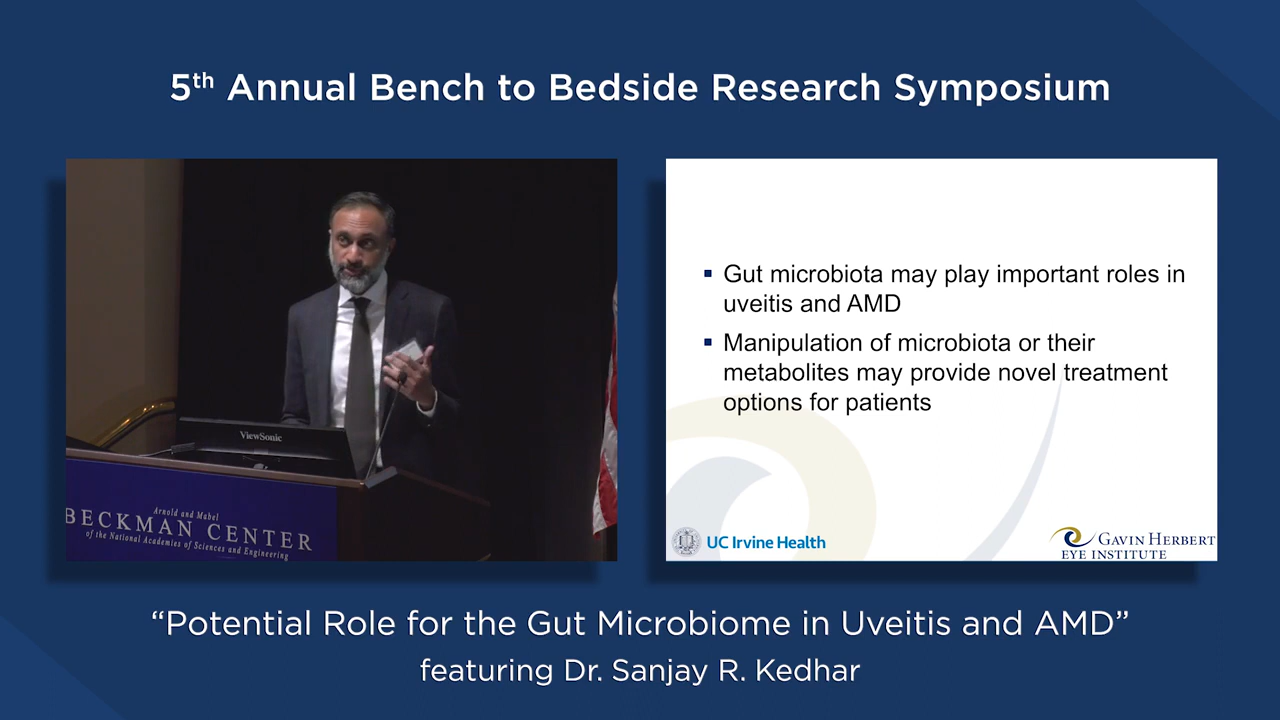 5th Annual Bench to Bedside Research Symposium
ViewSonic
Arnold and Mabel
BECKMAN CENTER
of the National Academies of Sciences and Engineering
▪ Gut microbiota may play important roles in
uveitis and AMD
▪ Manipulation of microbiota or their
metabolites may provide novel treatment
options for patients
UC Irvine Health
GAVIN HERBERT
EYE INSTITUTE
“Potential Role for the Gut Microbiome in Uveitis and AMD”
featuring Dr. Sanjay R. Kedhar